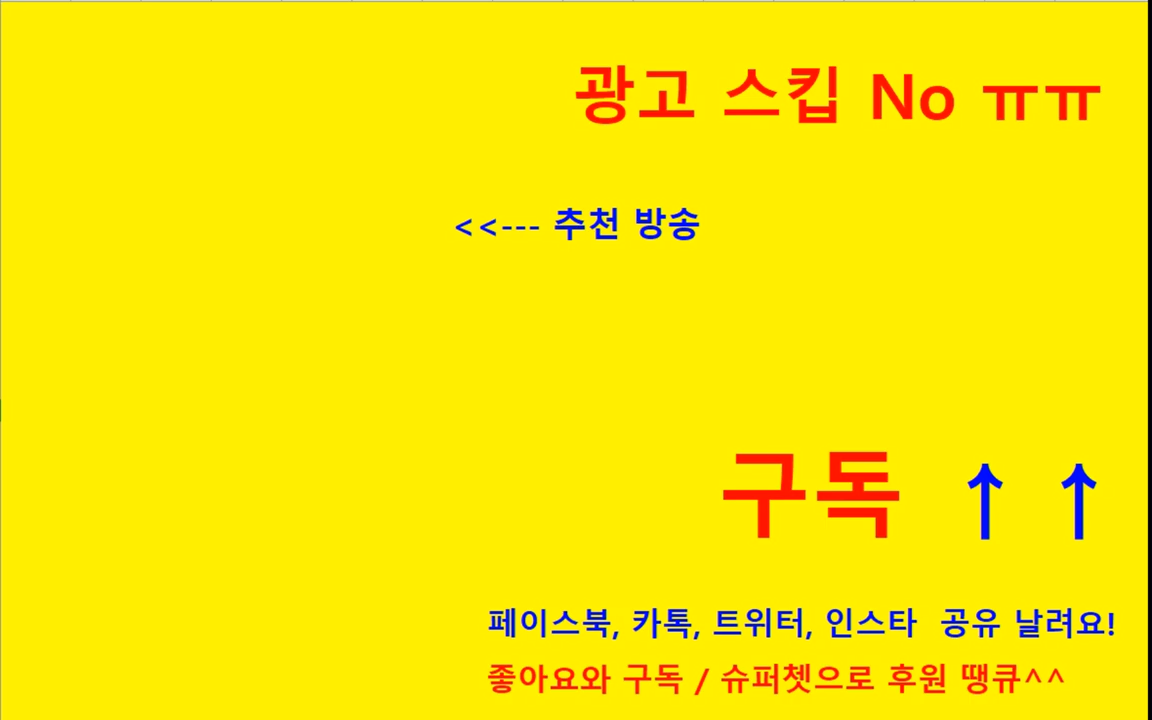 광고 스킵 No ㅠㅠ
<<--- 추천 방송
구독 ↑ ↑
페이스북, 카톡, 트위터, 인스타 공유 날려요!
좋아요와 구독 / 슈퍼쳇으로 후원 땡큐^^